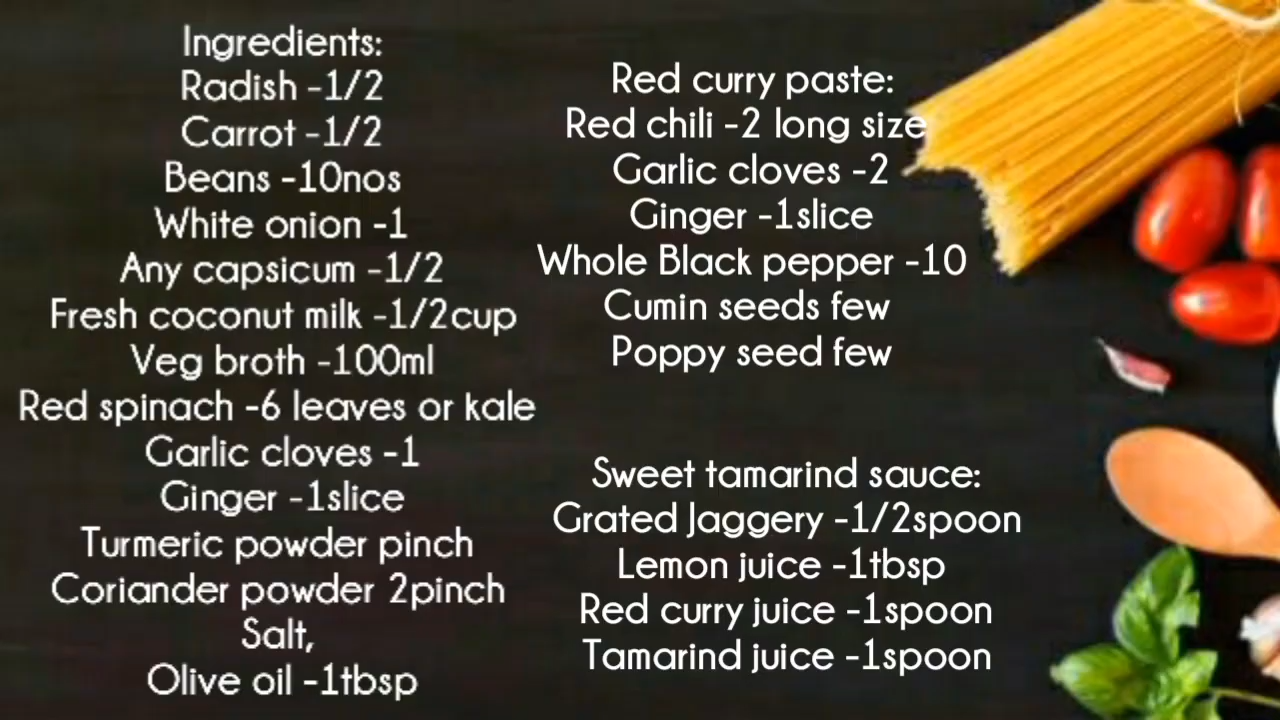 Ingredients:
Radish -1/2
Carrot -1/2
Beans -10nos
White onion -1
Any capsicum -1/2
Fresh coconut milk -1/2cup
Veg broth -100ml
Red spinach -6 leaves or kale
Garlic cloves -1
Ginger -1slice
Turmeric powder pinch
Coriander powder 2pinch
Salt,
Olive oil -1tbsp
Red curry paste:
Red chili -2 long size
Garlic cloves -2
Ginger -1slice
Whole Black pepper -10
Cumin seeds few
Poppy seed few
Sweet tamarind sauce:
Grated Jaggery -1/2spoon
Lemon juice -1tbsp
Red curry juice -1spoon
Tamarind juice -1spoon